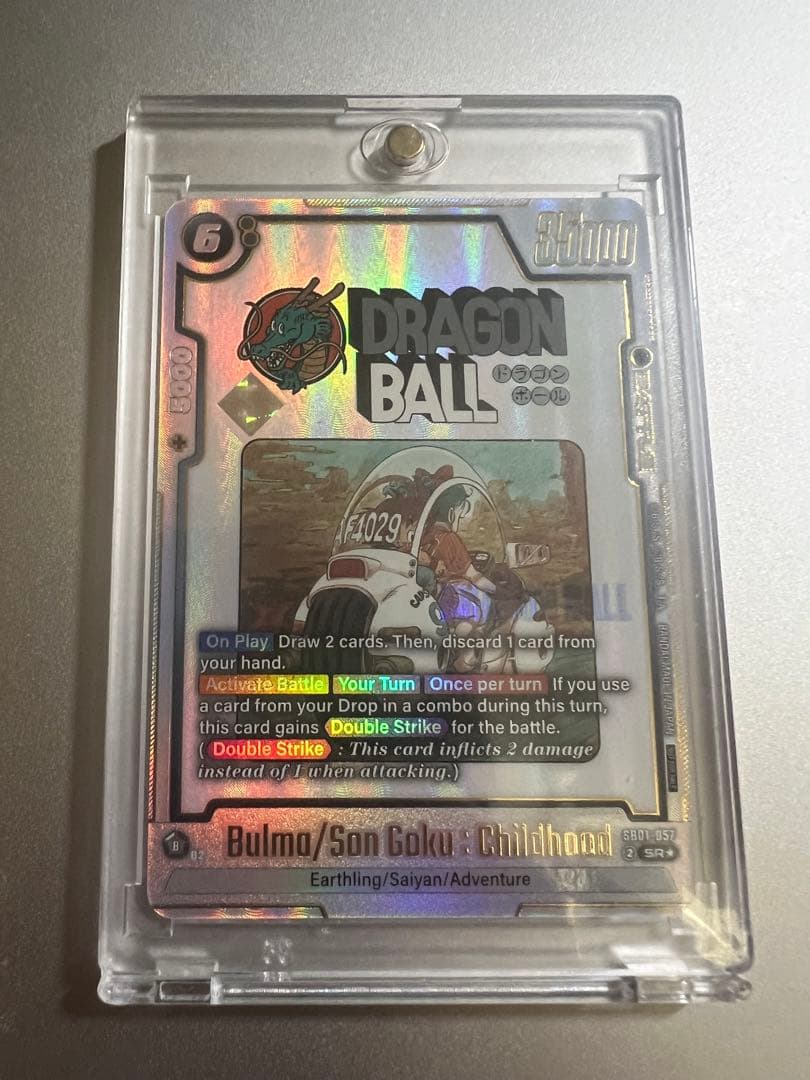 6
35000
DRAGON
BALL
ドラゴン
ボール
5000
AF4029
On Play Draw 2 cards. Then, discard 1 card from
your hand.
Activate Battle Your Turn Once per turn If you use
a card from your Drop in a combo during this turn,
this card gains Double Strike for the battle.
( Double Strike : This card inflicts 2 damage
instead of 1 when attacking.)
Bulma/Son Goku : Childhood
SB01-057
2 SR★
Earthling/Saiyan/Adventure